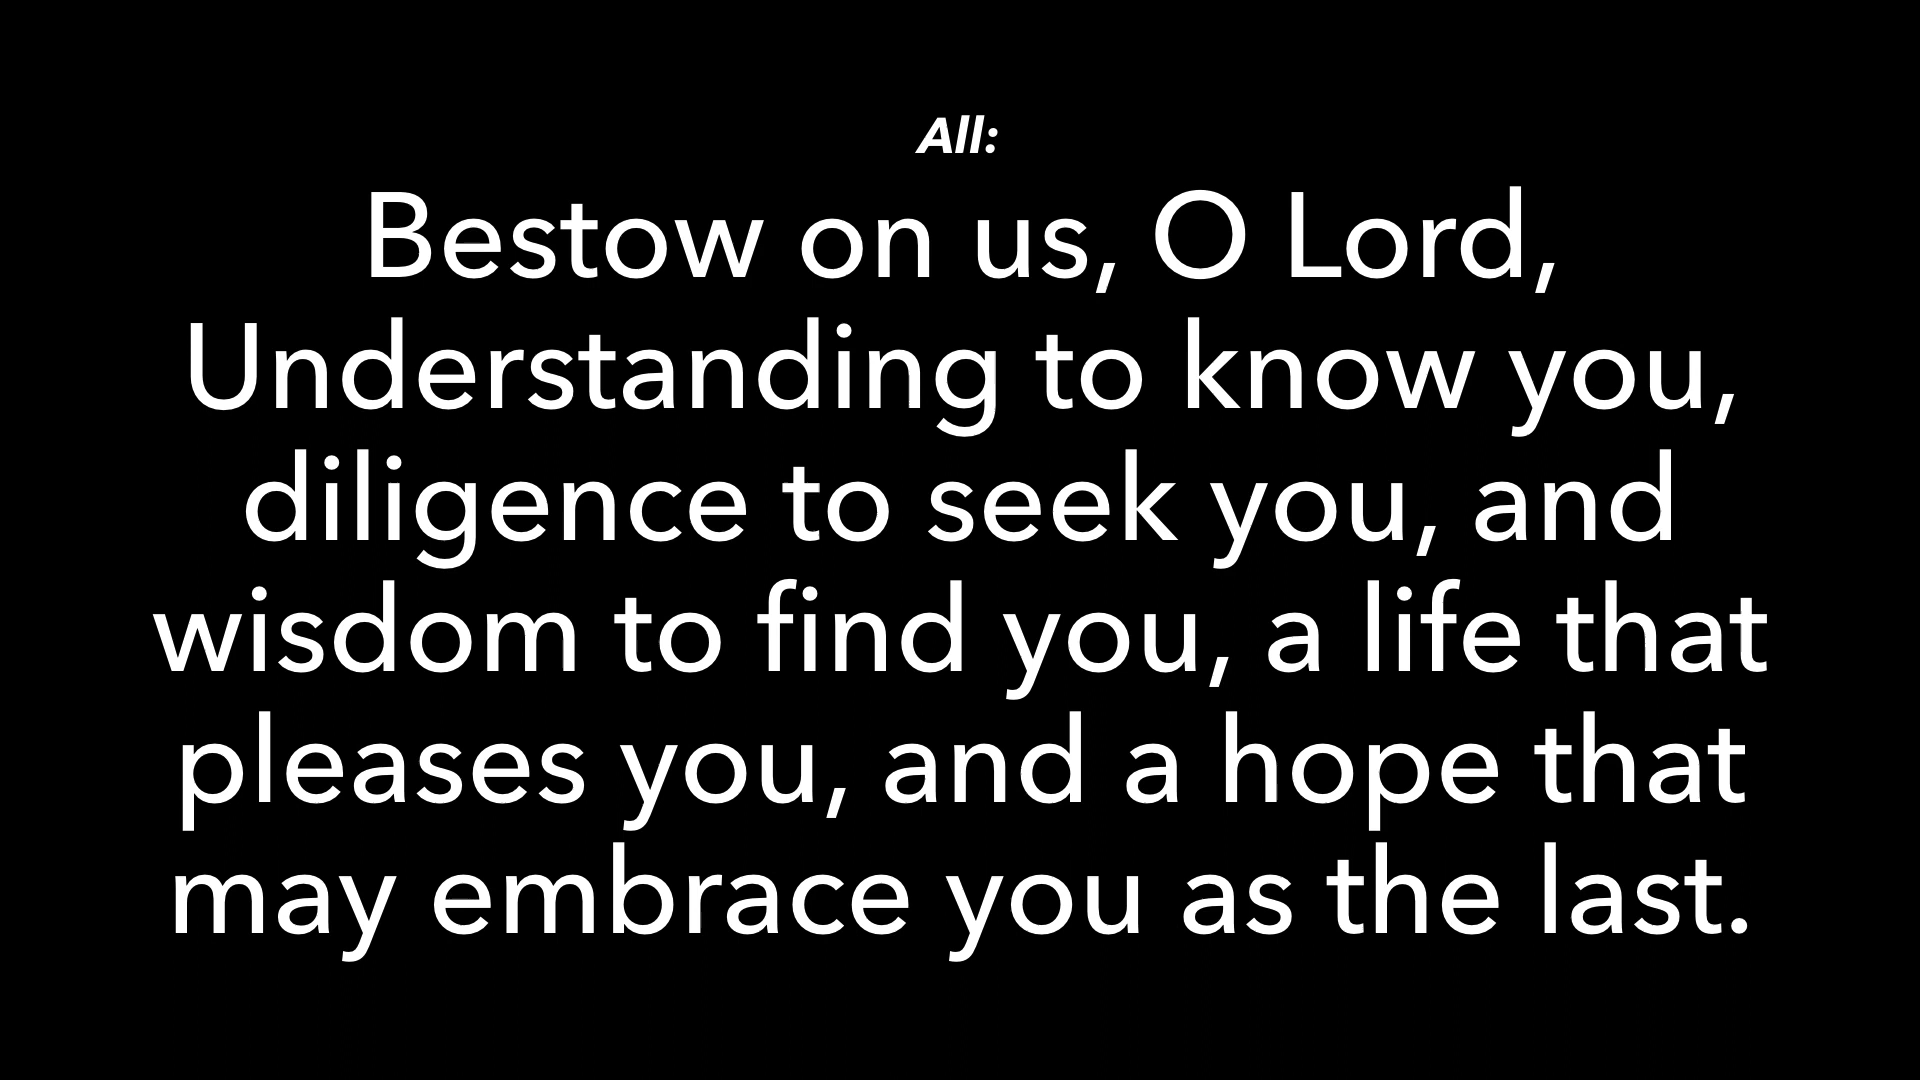 All:
Bestow on us, O Lord,
Understanding to know you,
diligence to seek you, and
wisdom to find you, a life that
pleases you, and a hope that
may embrace you as the last.